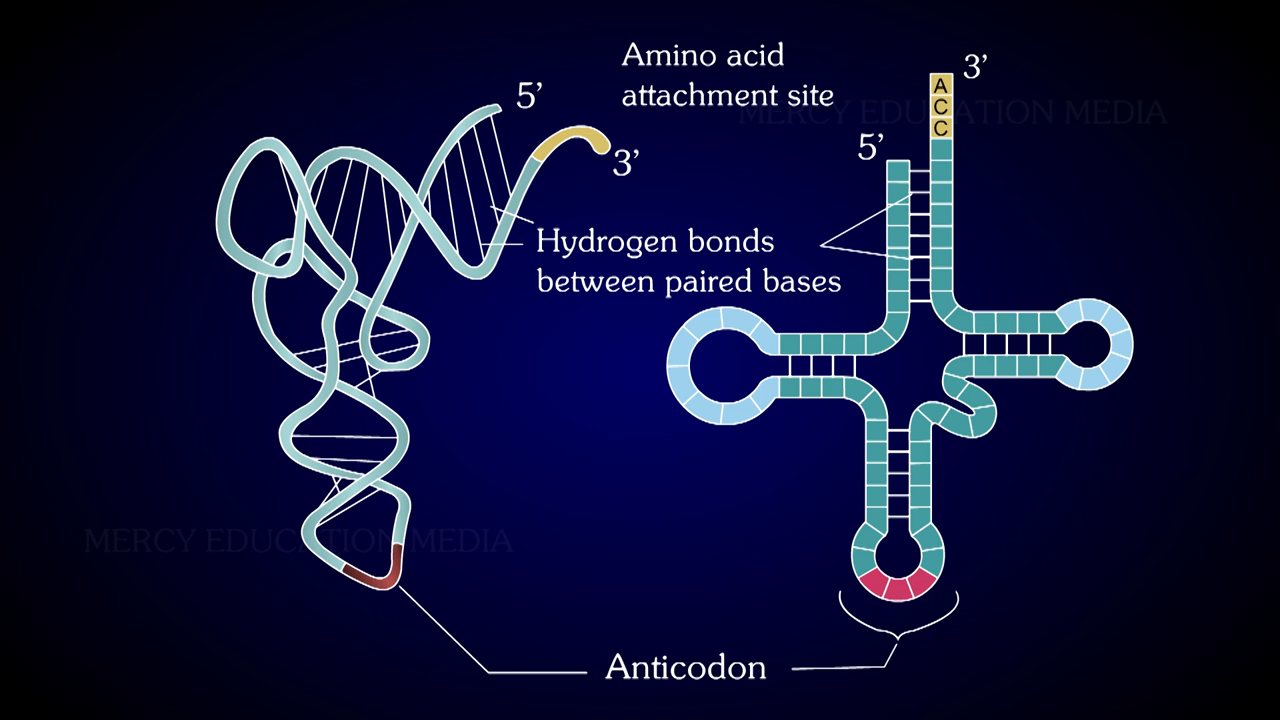 Amino acid
attachment site
5’
3’
3’
5’
A
C
C
MERCY EDUCATION MEDIA
Hydrogen bonds
between paired bases
MERCY EDUCATION MEDIA
Anticodon